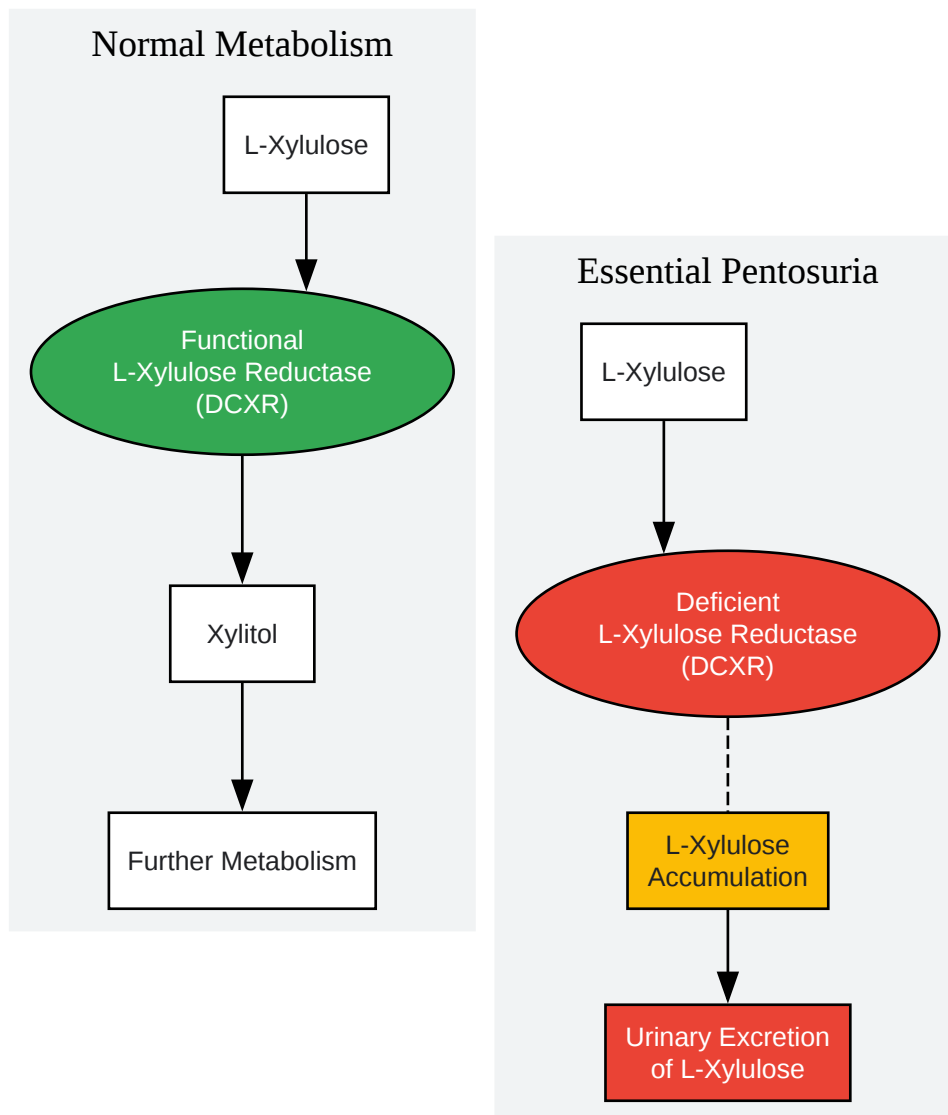 Normal Metabolism
L-Xylulose
Functional
L-Xylulose Reductase
(DCXR)
Xylitol
Further Metabolism
Essential Pentosuria
L-Xylulose
Deficient
L-Xylulose Reductase
(DCXR)
L-Xylulose
Accumulation
Urinary Excretion
of L-Xylulose